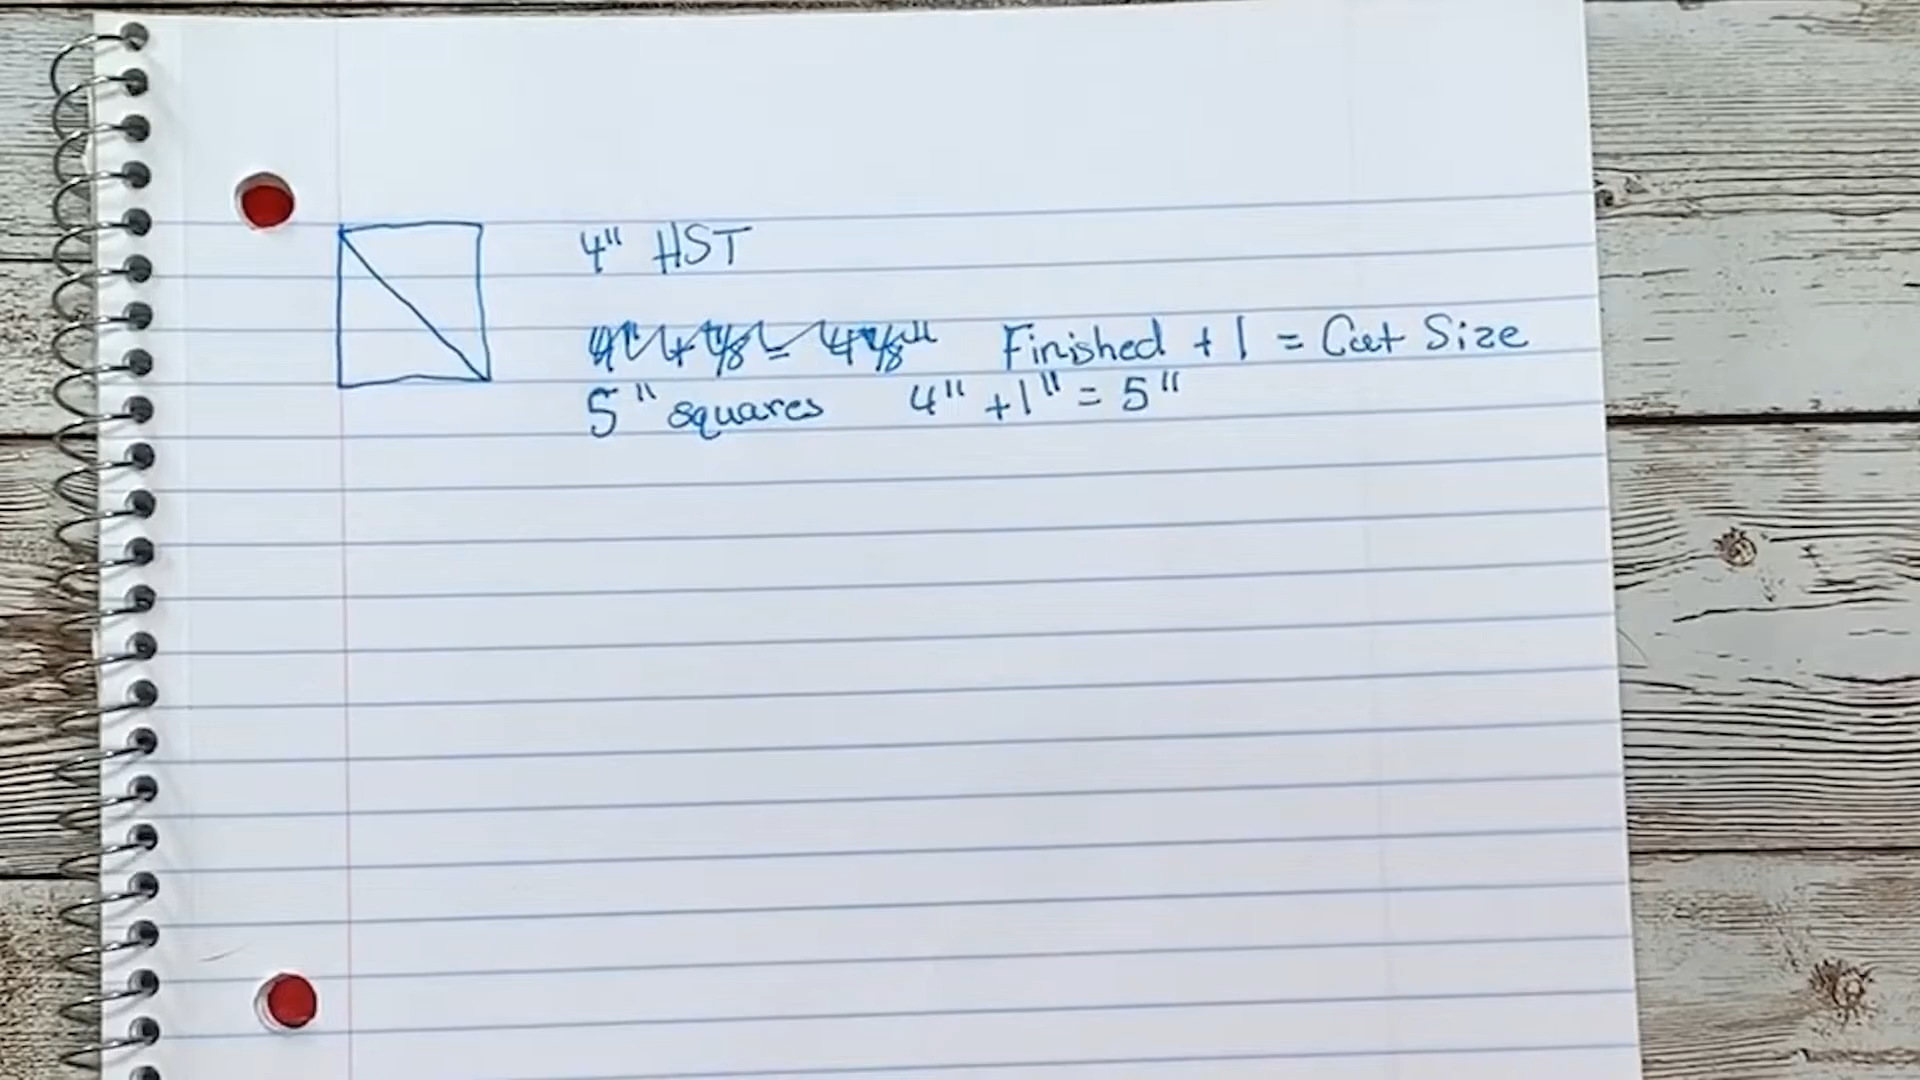 4" HST
4" + 7/8 = 4 7/8" Finished + 1 = Cut Size
5" squares 4" + 1" = 5"